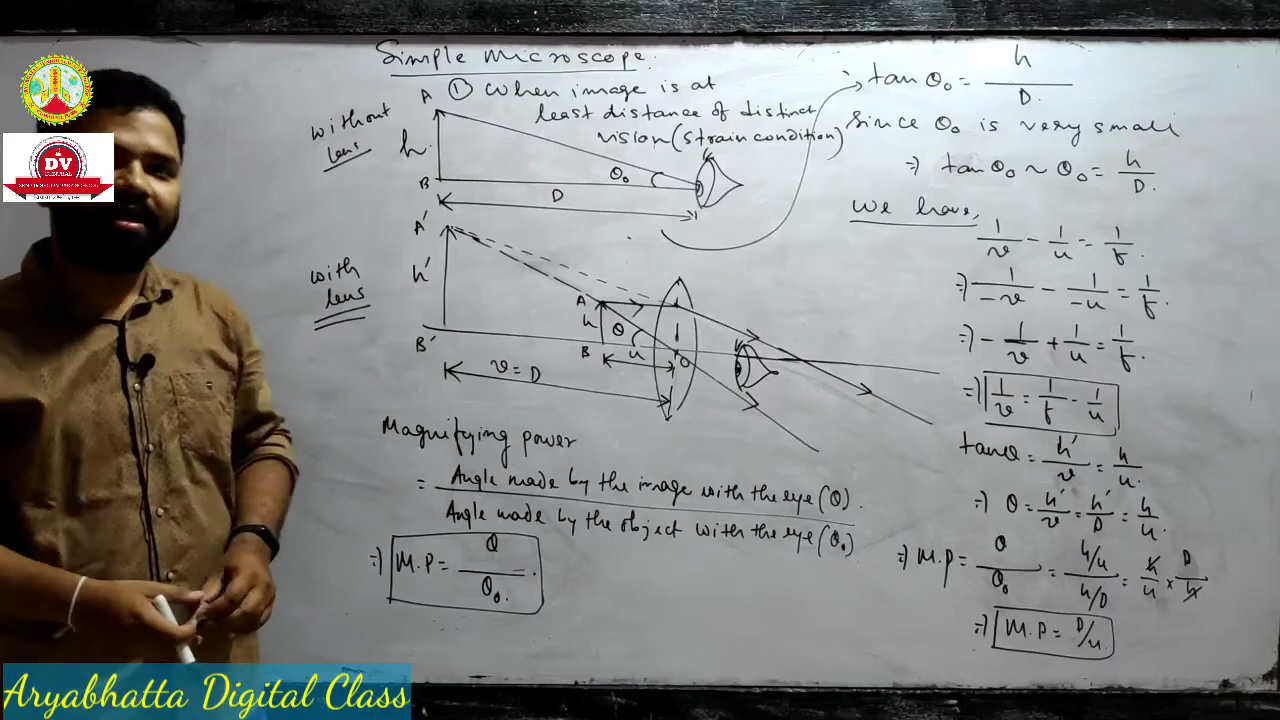 Simple Microscope.
① When image is at
least distance of distinct
vision (strain condition)
without
lens
A
h
B
θ₀
D
with
lens
A'
h'
B'
A
h
B
θ
u
O
v = D
Magnifying power
= Angle made by the image with the eye (θ).
Angle made by the object with the eye (θ₀)
⇒ M.P = θ/θ₀.
tan θ₀ = h/D.
Since θ₀ is very small
⇒ tan θ₀ ~ θ₀ = h/D.
We have,
1/v - 1/u = 1/f.
⇒ 1/-v - 1/-u = 1/f.
⇒ - 1/v + 1/u = 1/f.
⇒ 1/v = 1/f - 1/u
tanθ = h'/v = h/u.
⇒ θ = h'/v = h'/D = h/u.
⇒ M.P = θ/θ₀ = h/u/h/D = h/u × D/h
⇒ M.P = D/u.
DV
CENTRAL
Aryabhatta Digital Class